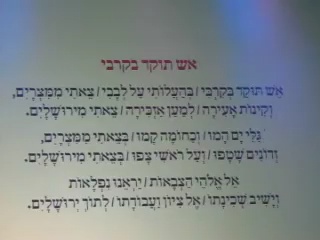 אש תוקד בקרבי
אֵשׁ תּוּקַד בְּקִרְבִּי / בְּהַעֲלוֹתִי עַל לְבָבִי / צֵאתִי מִמִּצְרָיִם,
וְקִינוֹת אָעִירָה / לְמַעַן אַזְכִּירָה / צֵאתִי מִירוּשָׁלָיִם.
גַּלֵּי יָם הָמוּ / וְכַחוֹמָה קָמוּ / בְּצֵאתִי מִמִּצְרָיִם,
זְדוֹנִים שָׁטְפוּ / וְעַל רֹאשִׁי צָפוּ / בְּצֵאתִי מִירוּשָׁלָיִם.
אֵל אֱלֹהֵי הַצְּבָאוֹת / יַרְאֵנוּ נִפְלָאוֹת
וְיָשִׁיב שְׁכִינָתוֹ / אֶל צִיּוֹן וַעֲבוֹדָתוֹ / לְתוֹךְ יְרוּשָׁלָיִם.